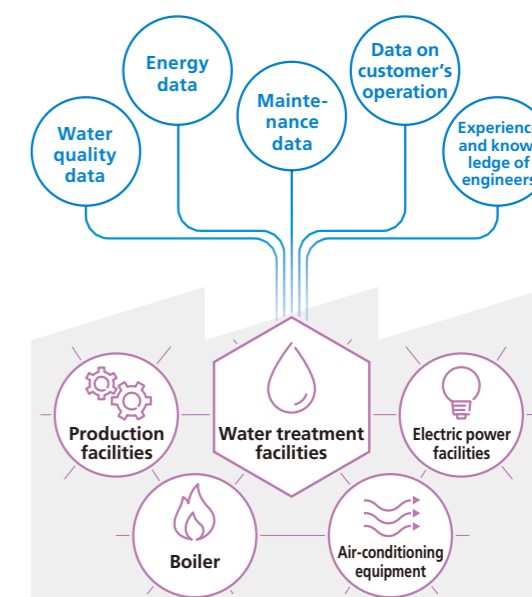 Energy
data
Data on
customer's
operation
Mainte-
nance
data
Water
quality
data
Experience
and know-
ledge of
engineers
Production
facilities
Water treatment
facilities
Electric power
facilities
Boiler
Air-conditioning
equipment